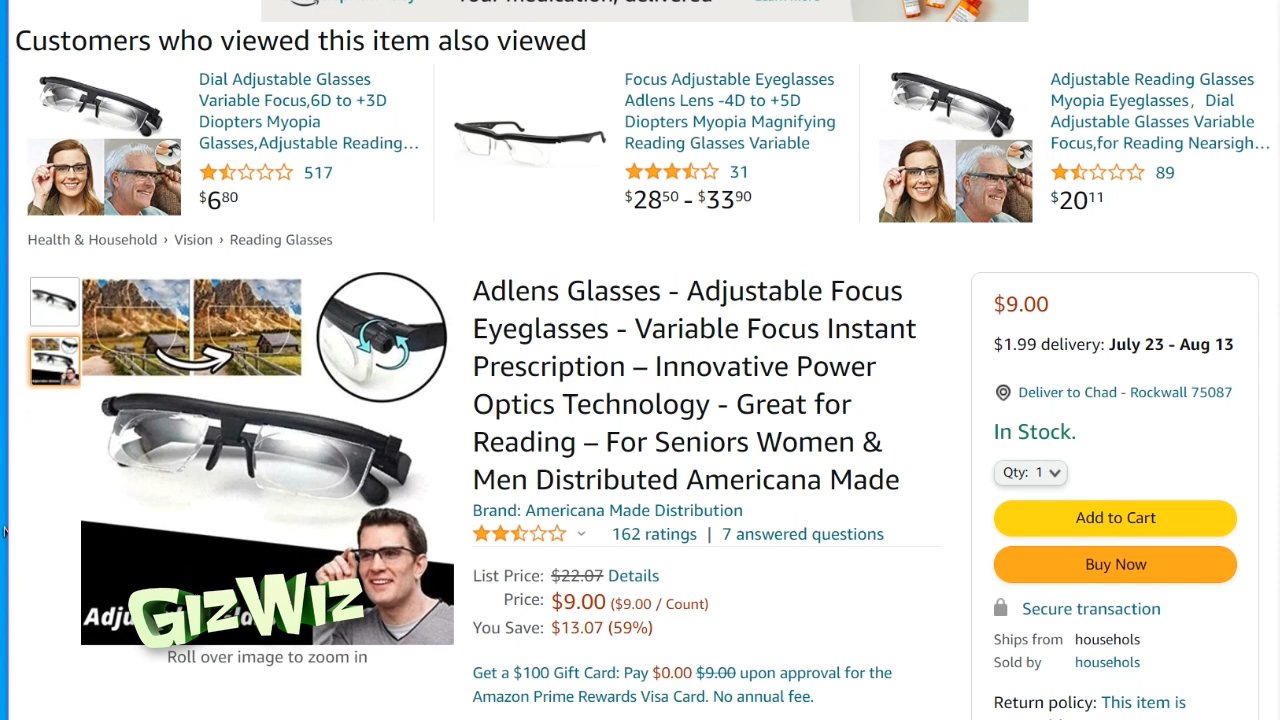 Customers who viewed this item also viewed
Dial Adjustable Glasses
Variable Focus,6D to +3D
Diopters Myopia
Glasses,Adjustable Reading...
517
$6.80
Focus Adjustable Eyeglasses
Adlens Lens -4D to +5D
Diopters Myopia Magnifying
Reading Glasses Variable
31
$28.50 - $33.90
Adjustable Reading Glasses
Myopia Eyeglasses，Dial
Adjustable Glasses Variable
Focus,for Reading Nearsigh...
89
$20.11
Health & Household › Vision › Reading Glasses
Adlens Glasses - Adjustable Focus
Eyeglasses - Variable Focus Instant
Prescription – Innovative Power
Optics Technology - Great for
Reading – For Seniors Women &
Men Distributed Americana Made
Brand: Americana Made Distribution
162 ratings | 7 answered questions
List Price: $22.07 Details
Price: $9.00 ($9.00 / Count)
You Save: $13.07 (59%)
Get a $100 Gift Card: Pay $0.00 $9.00 upon approval for the
Amazon Prime Rewards Visa Card. No annual fee.
GizWiz
Roll over image to zoom in
$9.00
$1.99 delivery: July 23 - Aug 13
Deliver to Chad - Rockwall 75087
In Stock.
Qty: 1
Add to Cart
Buy Now
Secure transaction
Ships from househols
Sold by househols
Return policy: This item is